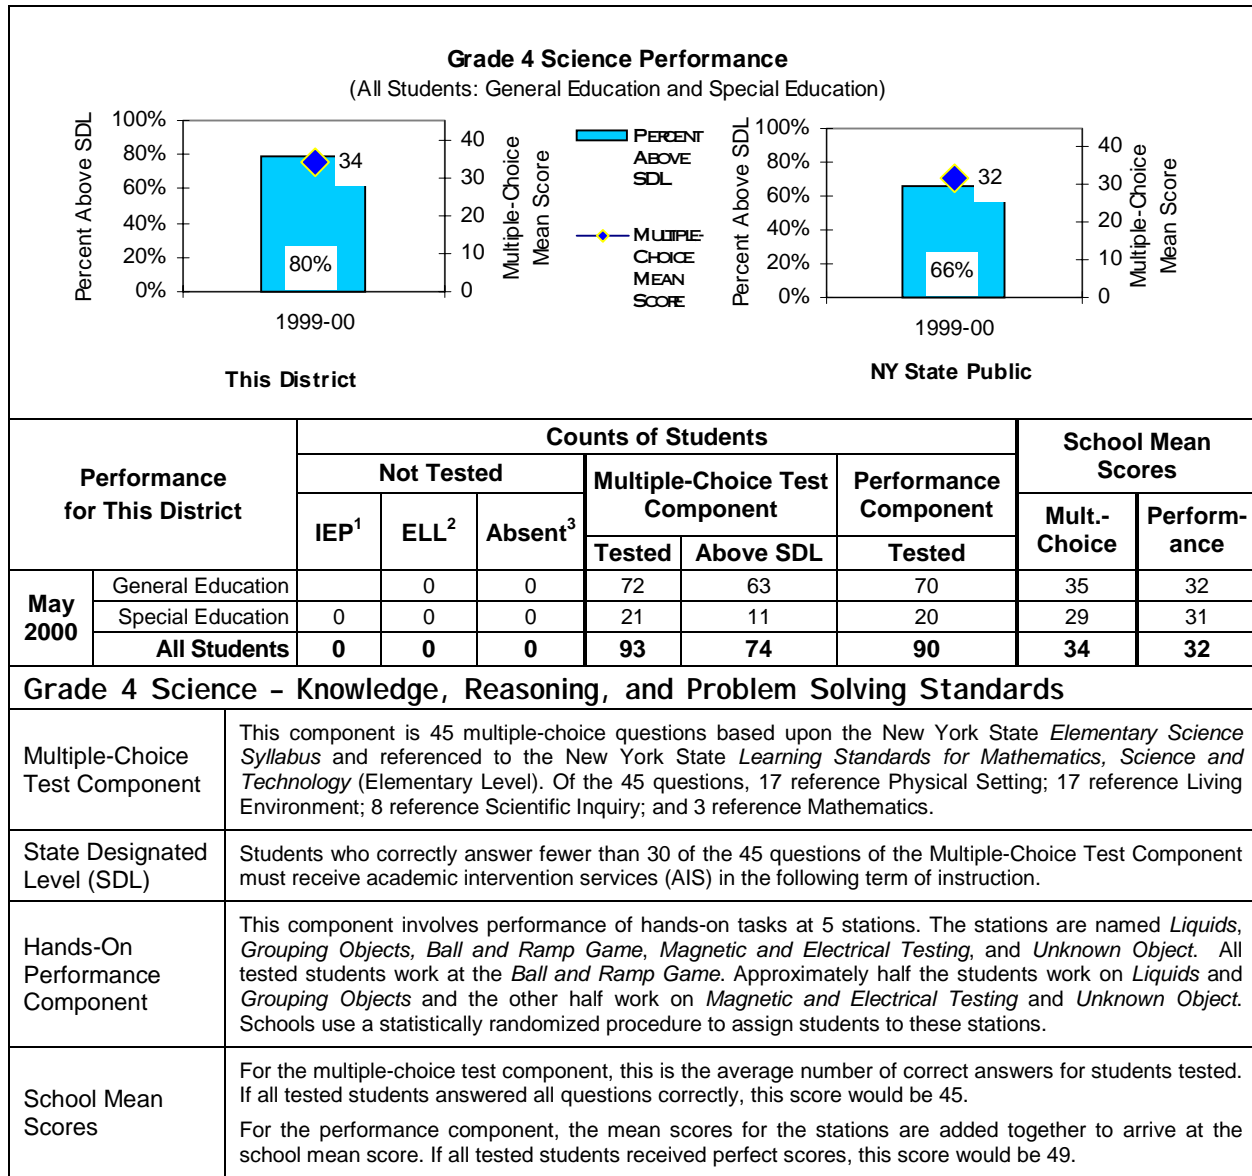 Grade 4 Science Performance
(All Students: General Education and Special Education)
Percent Above SDL
100%
80%
60%
40%
20%
0%
34
80%
1999-00
40
30
20
10
0
Multiple-Choice
Mean Score
This District
PERCENT
ABOVE
SDL
MULTIPLE-
CHOICE
MEAN
SCORE
Percent Above SDL
100%
80%
60%
40%
20%
0%
32
66%
1999-00
40
30
20
10
0
Multiple-Choice
Mean Score
NY State Public
Performance
for This District
Counts of Students
School Mean
Scores
Not Tested
Multiple-Choice Test
Component
Performance
Component
IEP1 ELL2 Absent3
Tested Above SDL Tested
Mult.-
Choice
Perform-
ance
May
2000
General Education 0 0 72 63 70 35 32
Special Education 0 0 0 21 11 20 29 31
All Students 0 0 0 93 74 90 34 32
Grade 4 Science – Knowledge, Reasoning, and Problem Solving Standards
Multiple-Choice
Test Component
This component is 45 multiple-choice questions based upon the New York State Elementary Science
Syllabus and referenced to the New York State Learning Standards for Mathematics, Science and
Technology (Elementary Level). Of the 45 questions, 17 reference Physical Setting; 17 reference Living
Environment; 8 reference Scientific Inquiry; and 3 reference Mathematics.
State Designated
Level (SDL)
Students who correctly answer fewer than 30 of the 45 questions of the Multiple-Choice Test Component
must receive academic intervention services (AIS) in the following term of instruction.
Hands-On
Performance
Component
This component involves performance of hands-on tasks at 5 stations. The stations are named Liquids,
Grouping Objects, Ball and Ramp Game, Magnetic and Electrical Testing, and Unknown Object. All
tested students work at the Ball and Ramp Game. Approximately half the students work on Liquids and
Grouping Objects and the other half work on Magnetic and Electrical Testing and Unknown Object.
Schools use a statistically randomized procedure to assign students to these stations.
School Mean
Scores
For the multiple-choice test component, this is the average number of correct answers for students tested.
If all tested students answered all questions correctly, this score would be 45.
For the performance component, the mean scores for the stations are added together to arrive at the
school mean score. If all tested students received perfect scores, this score would be 49.